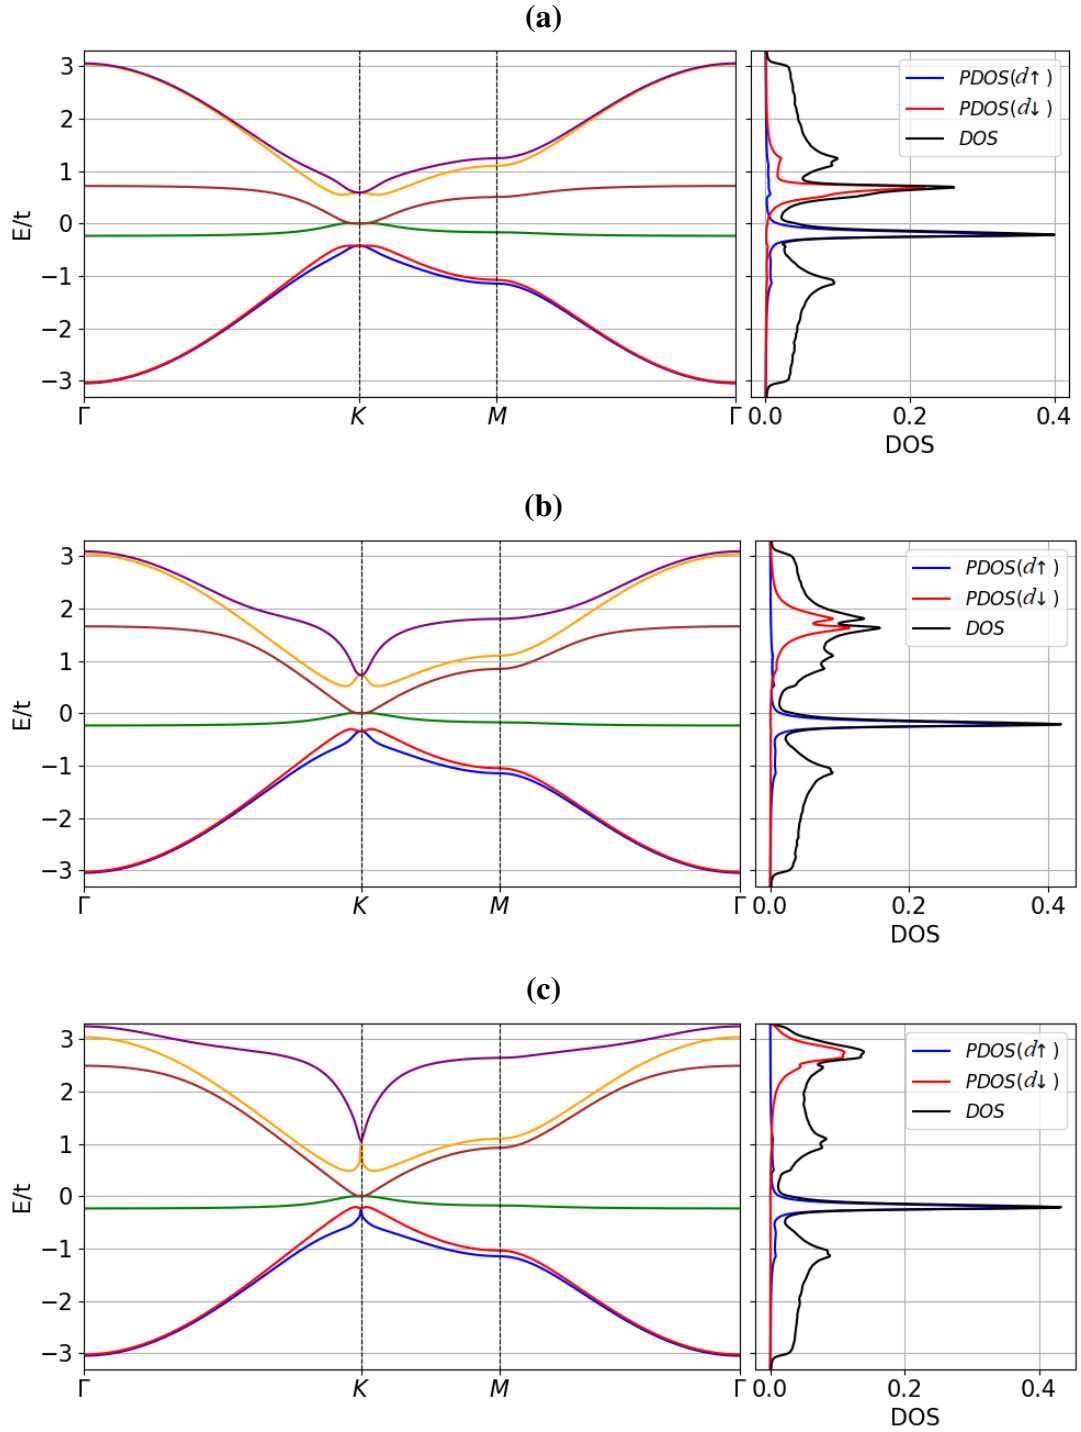 (a)
E/t
3
2
1
0
−1
−2
−3
Γ K M Γ
PDOS(d↑)
PDOS(d↓)
DOS
0.0 0.2 0.4
DOS
(b)
E/t
3
2
1
0
−1
−2
−3
Γ K M Γ
PDOS(d↑)
PDOS(d↓)
DOS
0.0 0.2 0.4
DOS
(c)
E/t
3
2
1
0
−1
−2
−3
Γ K M Γ
PDOS(d↑)
PDOS(d↓)
DOS
0.0 0.2 0.4
DOS